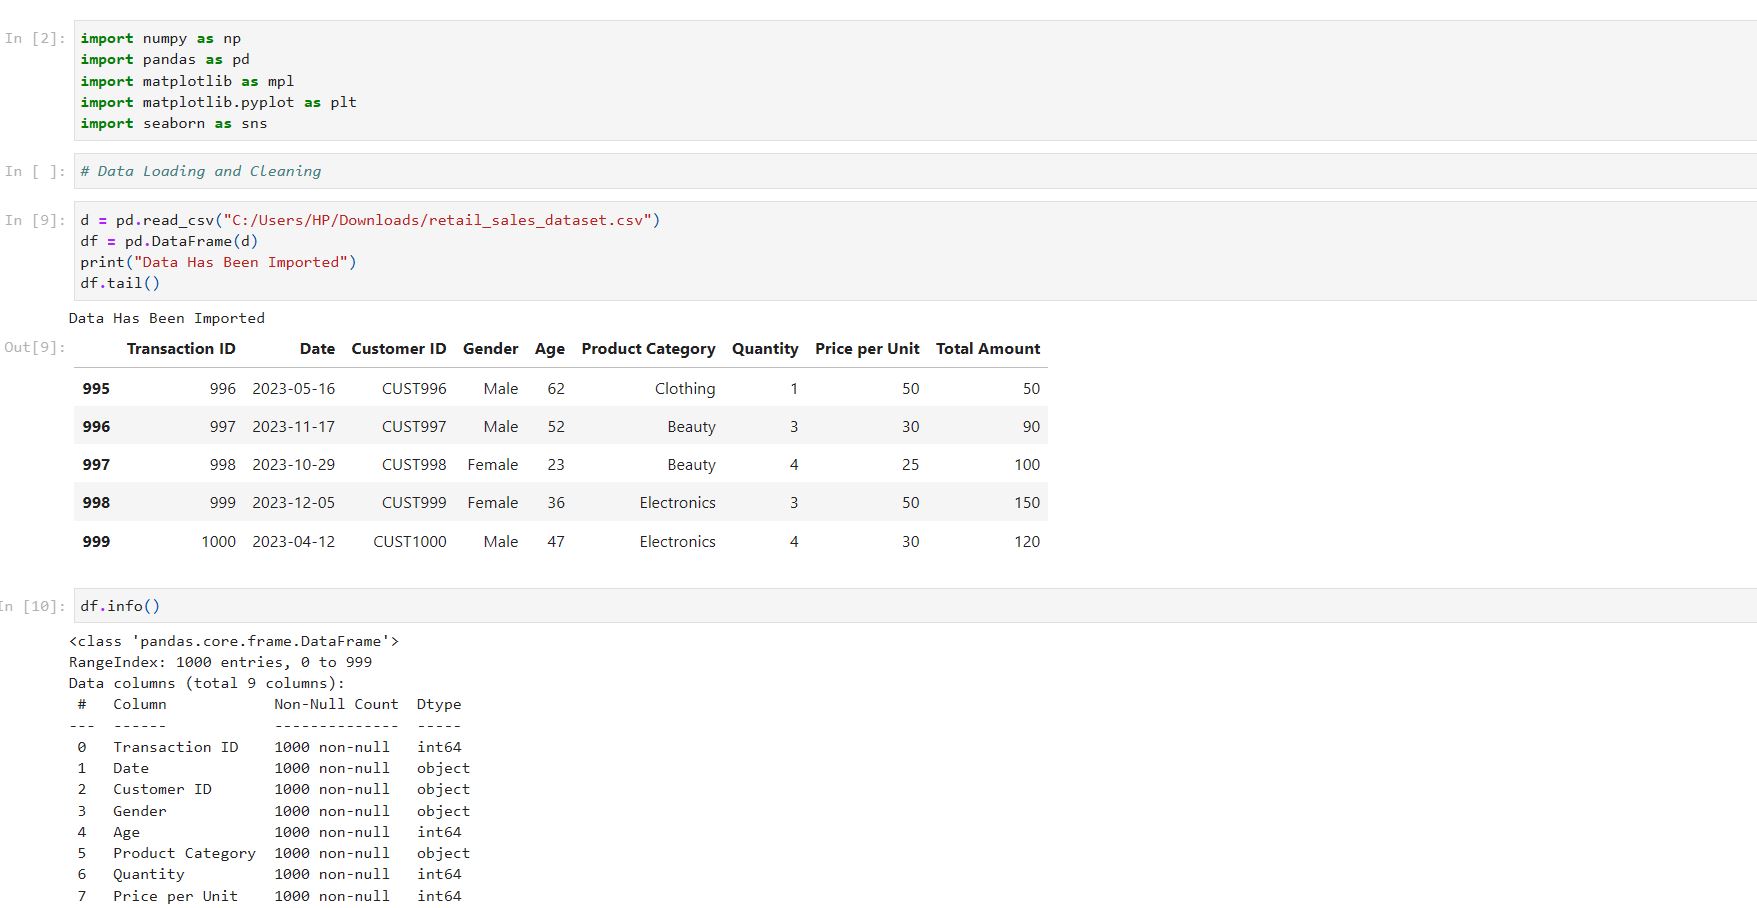 In [2]: import numpy as np
import pandas as pd
import matplotlib as mpl
import matplotlib.pyplot as plt
import seaborn as sns
In [ ]: # Data Loading and Cleaning
In [9]: d = pd.read_csv("C:/Users/HP/Downloads/retail_sales_dataset.csv")
df = pd.DataFrame(d)
print("Data Has Been Imported")
df.tail()
Data Has Been Imported
Out[9]: Transaction ID Date Customer ID Gender Age Product Category Quantity Price per Unit Total Amount
995 996 2023-05-16 CUST996 Male 62 Clothing 1 50 50
996 997 2023-11-17 CUST997 Male 52 Beauty 3 30 90
997 998 2023-10-29 CUST998 Female 23 Beauty 4 25 100
998 999 2023-12-05 CUST999 Female 36 Electronics 3 50 150
999 1000 2023-04-12 CUST1000 Male 47 Electronics 4 30 120
In [10]: df.info()
<class 'pandas.core.frame.DataFrame'>
RangeIndex: 1000 entries, 0 to 999
Data columns (total 9 columns):
# Column Non-Null Count Dtype
--- ------ -------------- -----
0 Transaction ID 1000 non-null int64
1 Date 1000 non-null object
2 Customer ID 1000 non-null object
3 Gender 1000 non-null object
4 Age 1000 non-null int64
5 Product Category 1000 non-null object
6 Quantity 1000 non-null int64
7 Price per Unit 1000 non-null int64